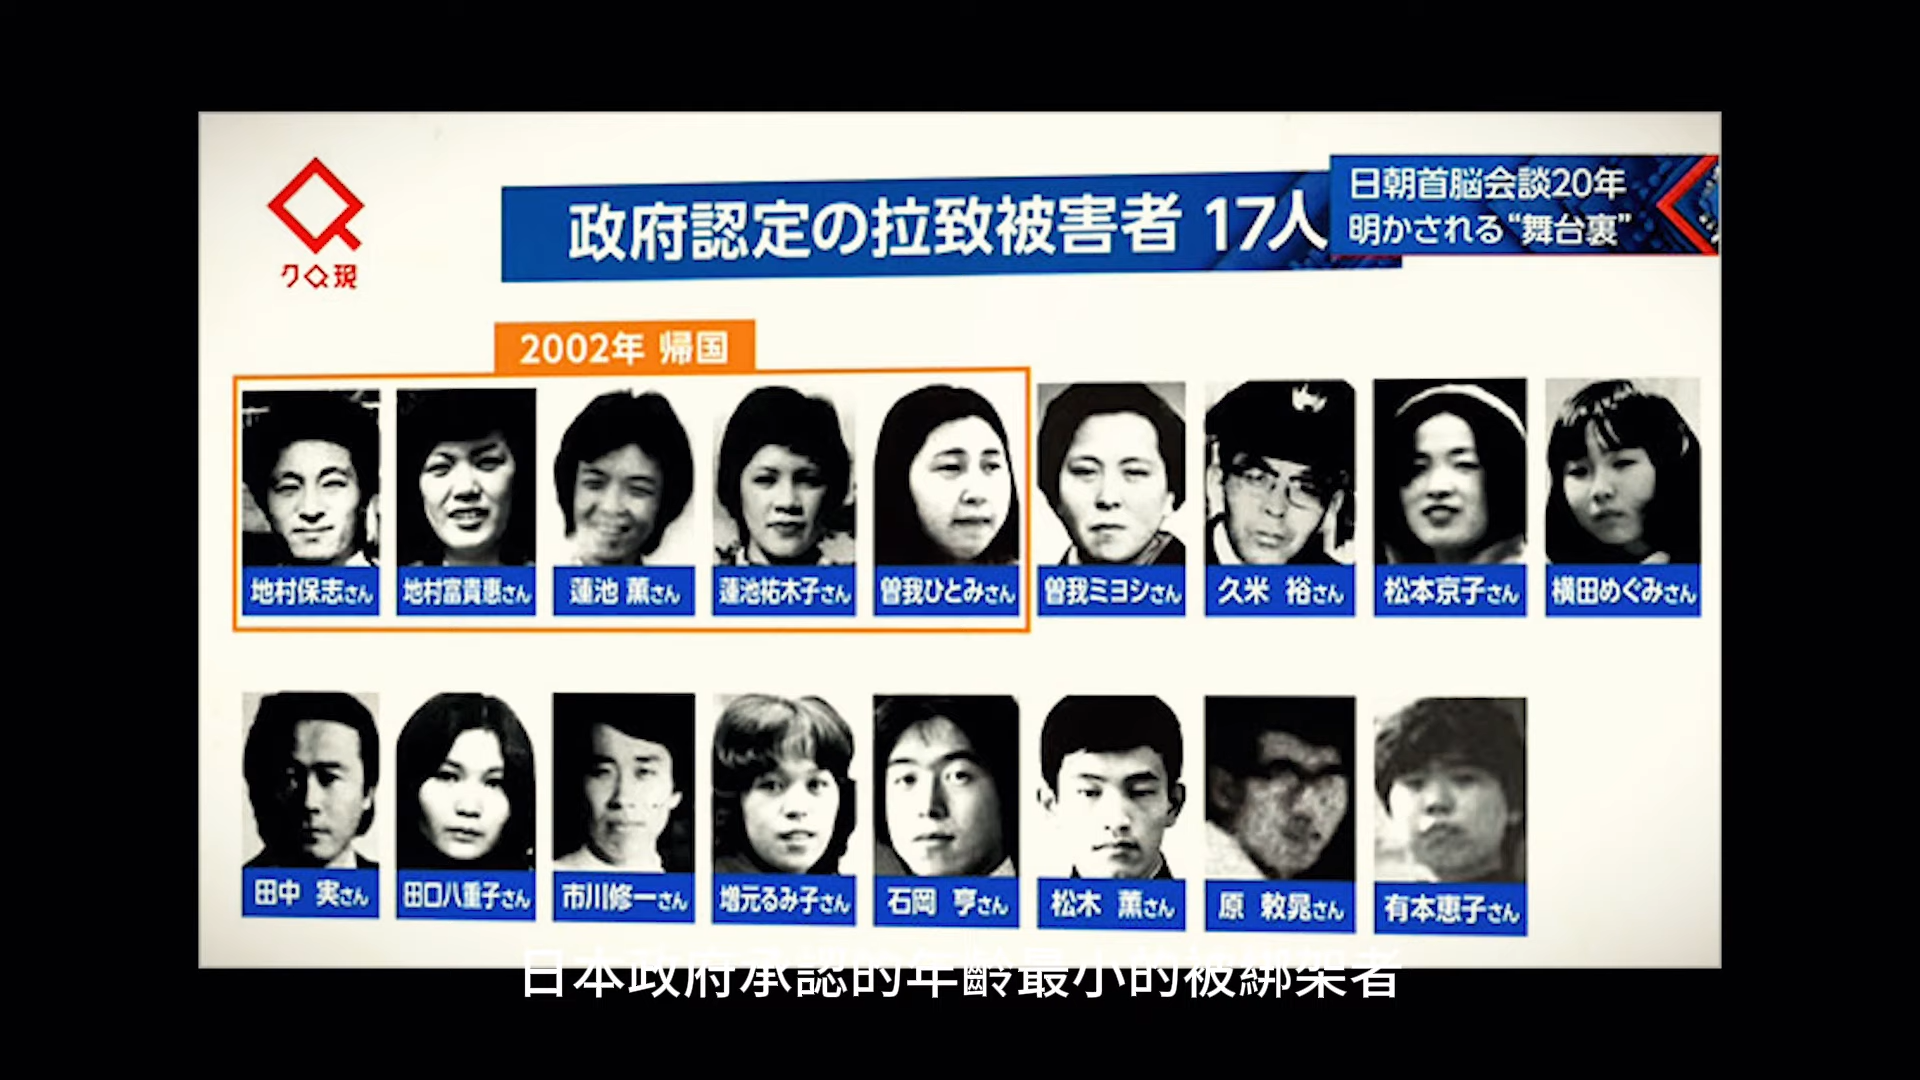 政府認定の拉致被害者 17人
日朝首脳会談20年
明かされる“舞台裏”
クロ現
2002年 帰国
地村保志さん
地村富貴惠さん
蓮池 薫さん
蓮池祐木子さん
曽我ひとみさん
曽我ミヨシさん
久米 裕さん
松本京子さん
横田めぐみさん
田中 実さん
田口八重子さん
市川修一さん
増元るみ子さん
石岡 亨さん
松木 薫さん
原 敕晁さん
有本恵子さん
日本政府承認的年齡最小的被綁架者